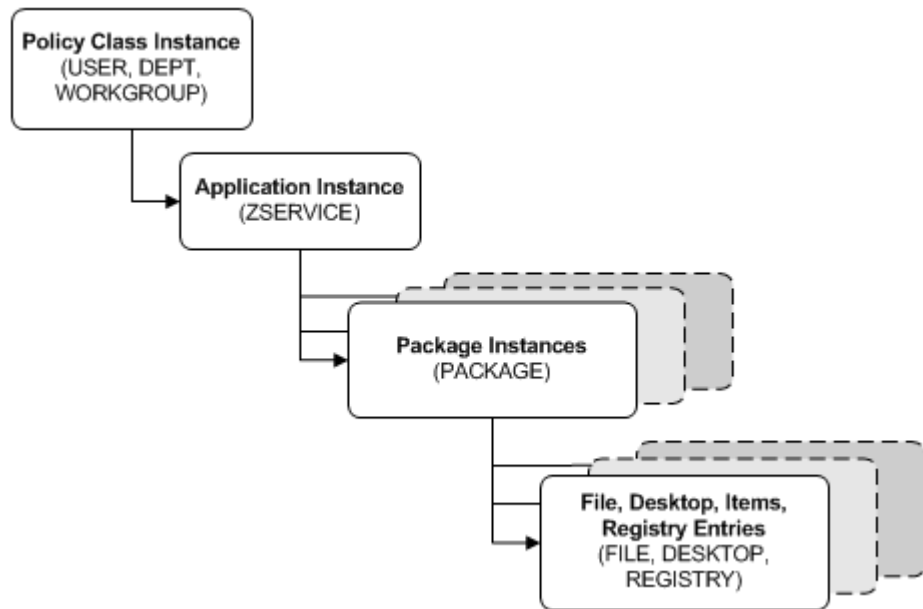 Policy Class Instance
(USER, DEPT,
WORKGROUP)
Application Instance
(ZSERVICE)
Package Instances
(PACKAGE)
File, Desktop, Items,
Registry Entries
(FILE, DESKTOP,
REGISTRY)